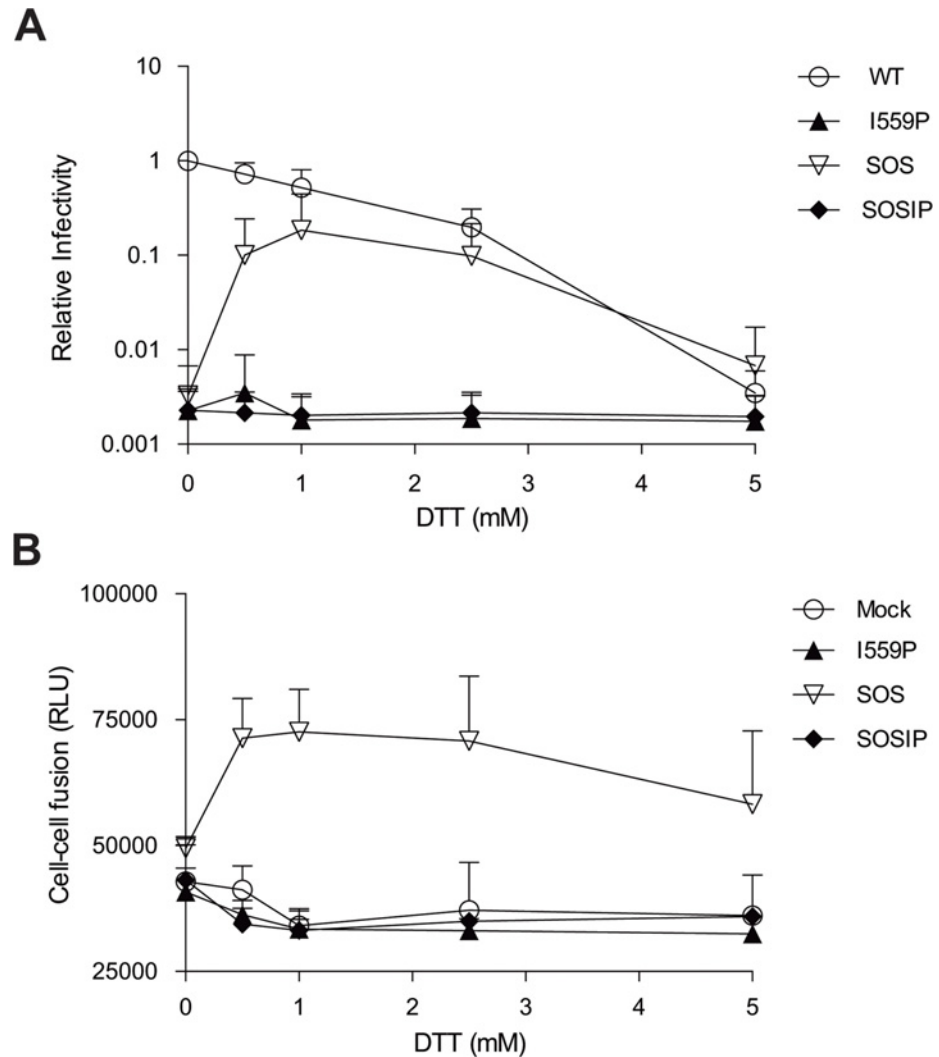 A
10
1
0.1
0.01
0.001
Relative Infectivity
0
1
2
3
4
5
DTT (mM)
WT
I559P
SOS
SOSIP
B
100000
75000
50000
25000
Cell-cell fusion (RLU)
0
1
2
3
4
5
DTT (mM)
Mock
I559P
SOS
SOSIP